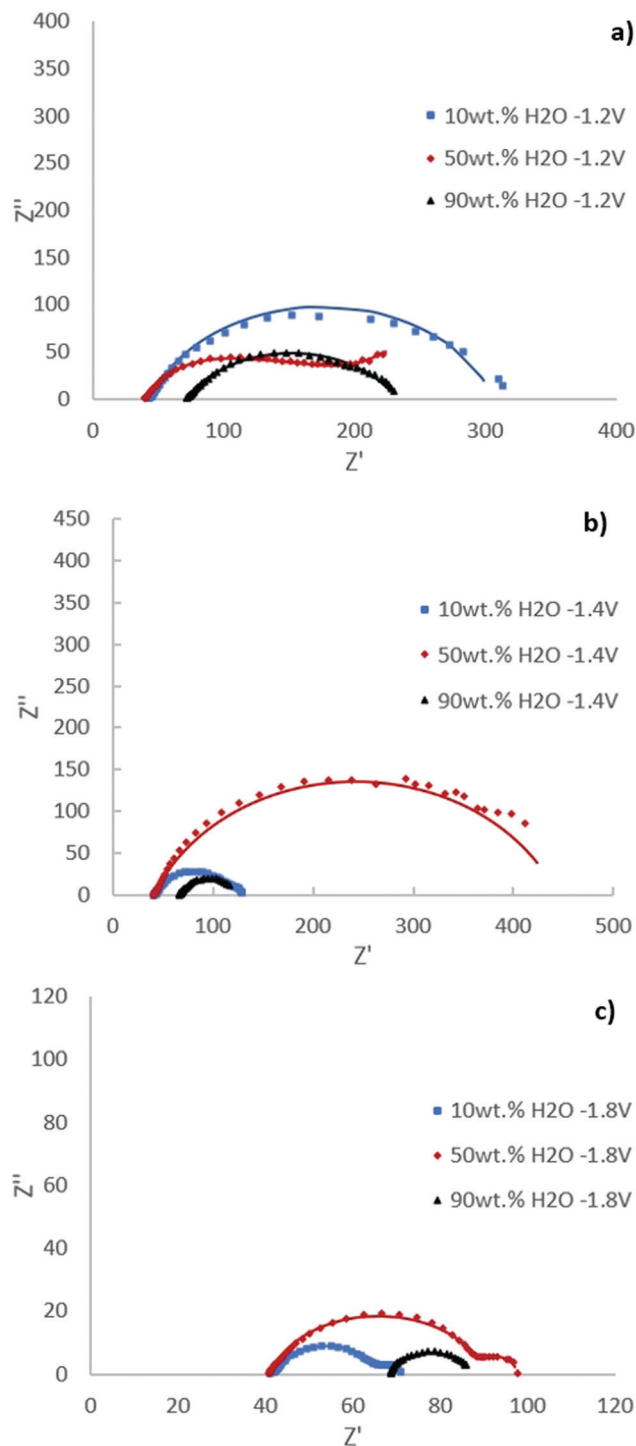 a)
400
350
300
250
200
150
100
50
0
Z''
10wt.% H2O -1.2V
50wt.% H2O -1.2V
90wt.% H2O -1.2V
0 100 200 300 400
Z'
b)
450
400
350
300
250
200
150
100
50
0
Z''
10wt.% H2O -1.4V
50wt.% H2O -1.4V
90wt.% H2O -1.4V
0 100 200 300 400 500
Z'
c)
120
100
80
60
40
20
0
Z''
10wt.% H2O -1.8V
50wt.% H2O -1.8V
90wt.% H2O -1.8V
0 20 40 60 80 100 120
Z'